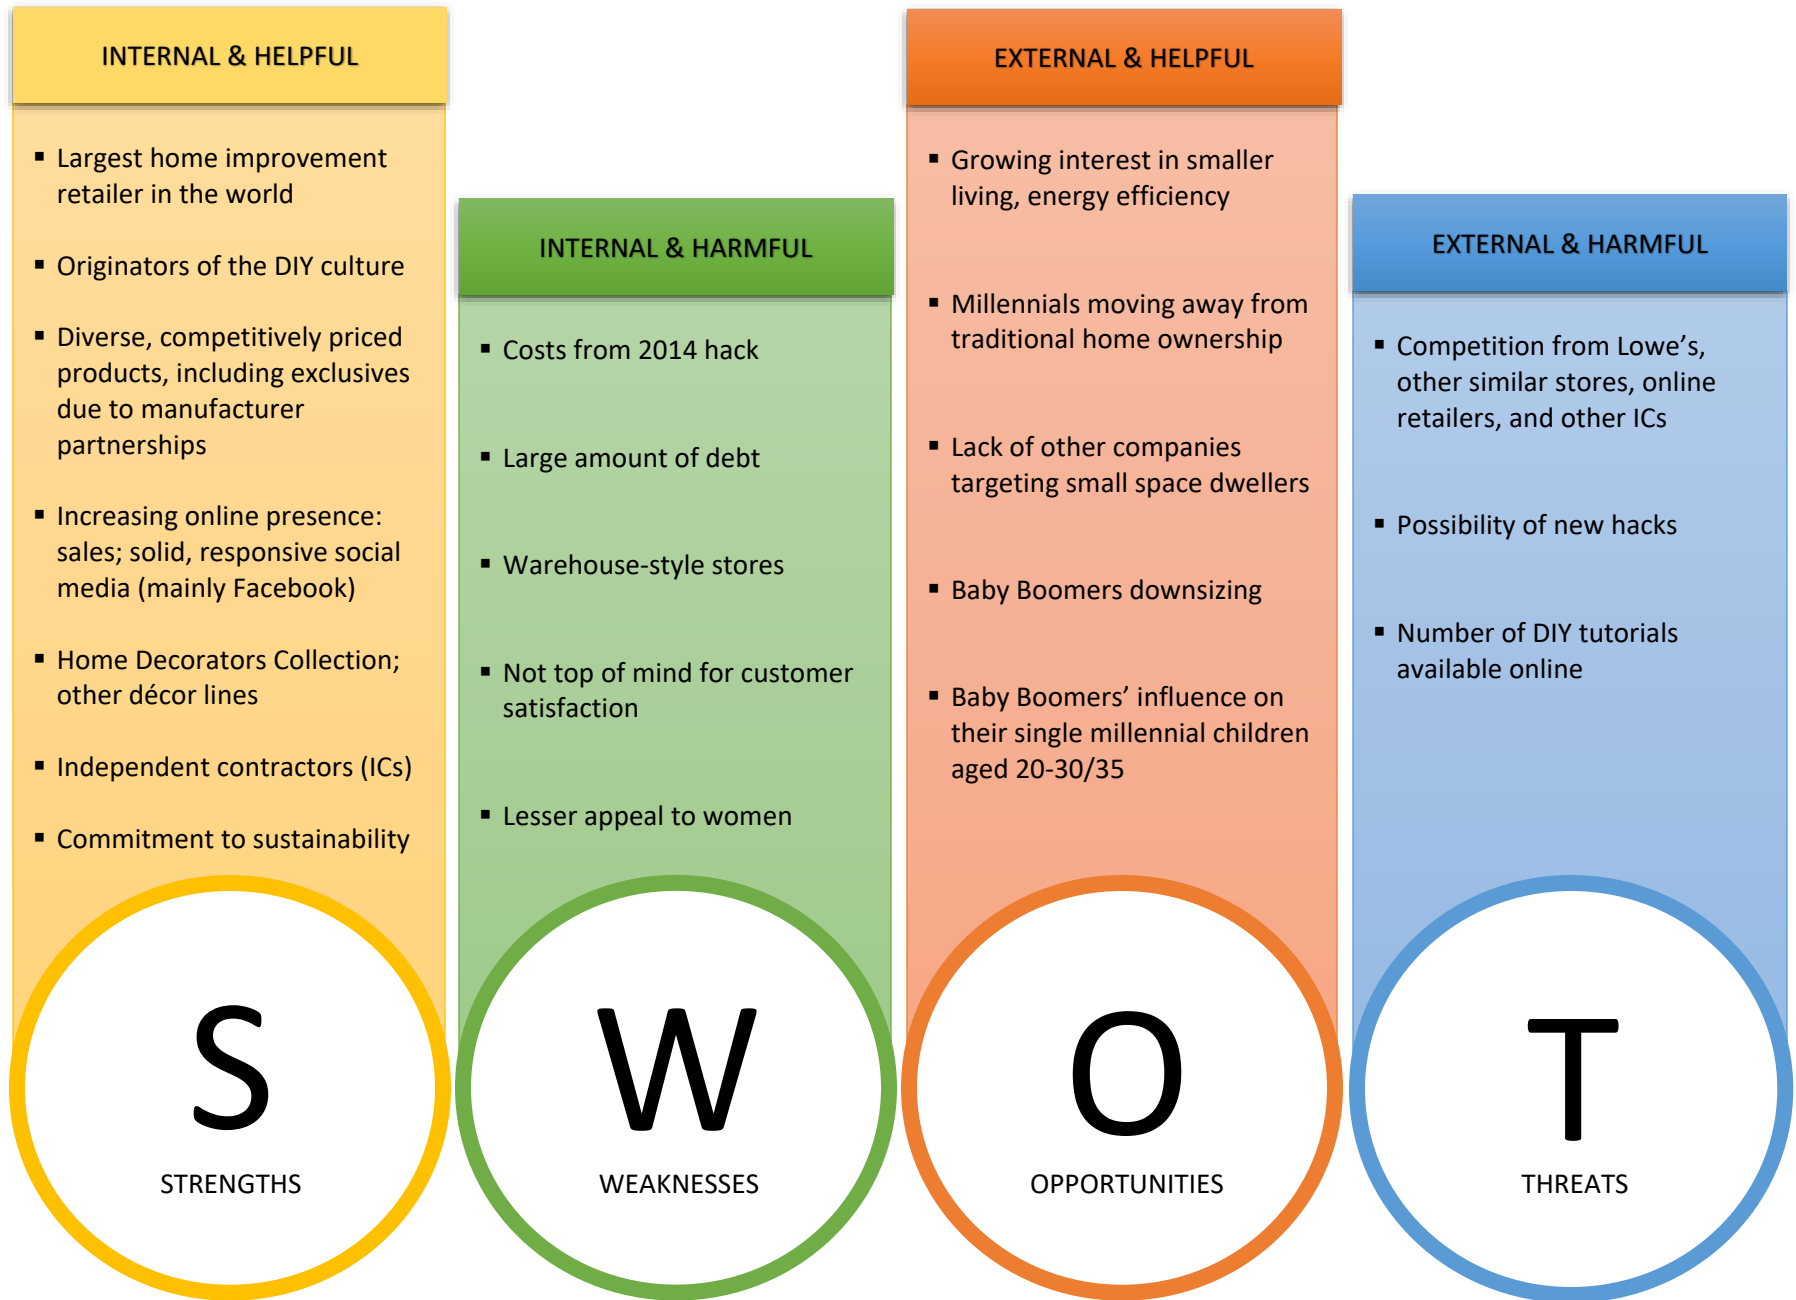 INTERNAL & HELPFUL
▪ Largest home improvement
retailer in the world
▪ Originators of the DIY culture
▪ Diverse, competitively priced
products, including exclusives
due to manufacturer
partnerships
▪ Increasing online presence:
sales; solid, responsive social
media (mainly Facebook)
▪ Home Decorators Collection;
other décor lines
▪ Independent contractors (ICs)
▪ Commitment to sustainability
S
STRENGTHS
INTERNAL & HARMFUL
▪ Costs from 2014 hack
▪ Large amount of debt
▪ Warehouse-style stores
▪ Not top of mind for customer
satisfaction
▪ Lesser appeal to women
W
WEAKNESSES
EXTERNAL & HELPFUL
▪ Growing interest in smaller
living, energy efficiency
▪ Millennials moving away from
traditional home ownership
▪ Lack of other companies
targeting small space dwellers
▪ Baby Boomers downsizing
▪ Baby Boomers’ influence on
their single millennial children
aged 20-30/35
O
OPPORTUNITIES
EXTERNAL & HARMFUL
▪ Competition from Lowe’s,
other similar stores, online
retailers, and other ICs
▪ Possibility of new hacks
▪ Number of DIY tutorials
available online
T
THREATS